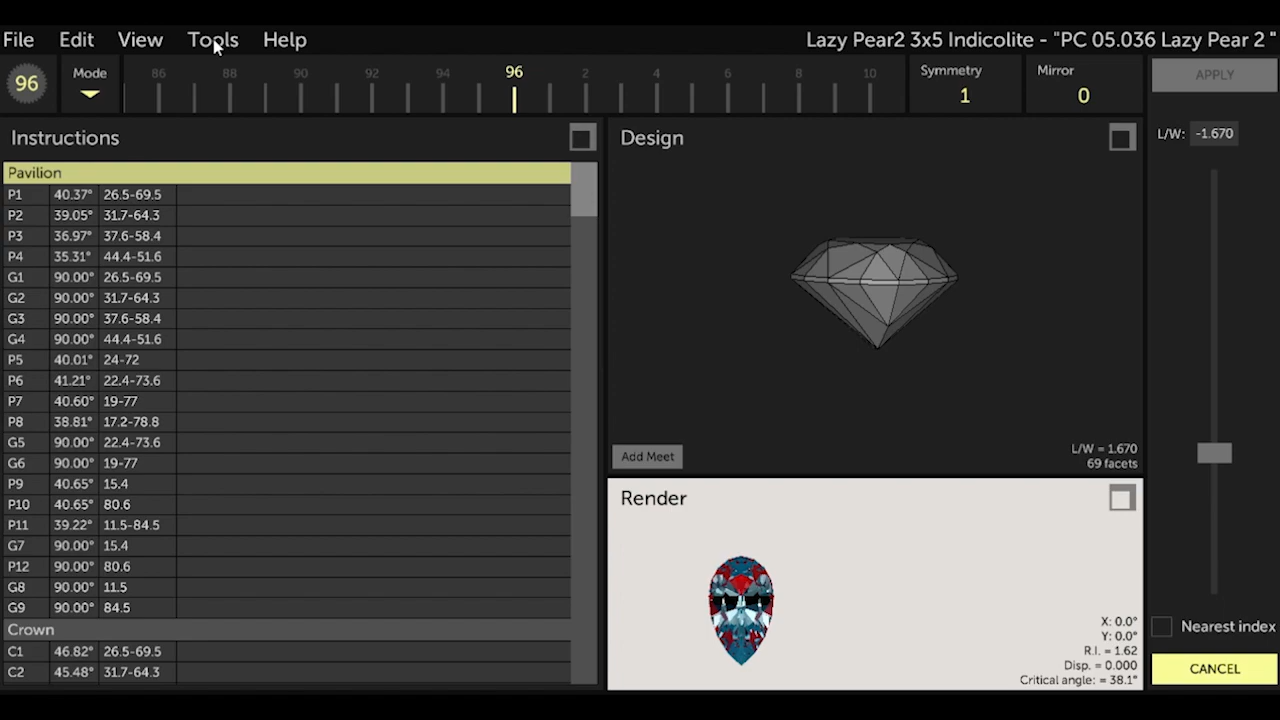 File Edit View Tools Help Lazy Pear2 3x5 Indicolite - "PC 05.036 Lazy Pear 2 "
96 Mode 86 88 90 92 94 96 2 4 6 8 10 Symmetry 1 Mirror 0 APPLY
Instructions
Pavilion
P1 40.37° 26.5-69.5
P2 39.05° 31.7-64.3
P3 36.97° 37.6-58.4
P4 35.31° 44.4-51.6
G1 90.00° 26.5-69.5
G2 90.00° 31.7-64.3
G3 90.00° 37.6-58.4
G4 90.00° 44.4-51.6
P5 40.01° 24-72
P6 41.21° 22.4-73.6
P7 40.60° 19-77
P8 38.81° 17.2-78.8
G5 90.00° 22.4-73.6
G6 90.00° 19-77
P9 40.65° 15.4
P10 40.65° 80.6
P11 39.22° 11.5-84.5
G7 90.00° 15.4
P12 90.00° 80.6
G8 90.00° 11.5
G9 90.00° 84.5
Crown
C1 46.82° 26.5-69.5
C2 45.48° 31.7-64.3
Design
Add Meet
L/W = 1.670
69 facets
Render
X: 0.0°
Y: 0.0°
R.I. = 1.62
Disp. = 0.000
Critical angle: = 38.1°
L/W: -1.670
Nearest index
CANCEL